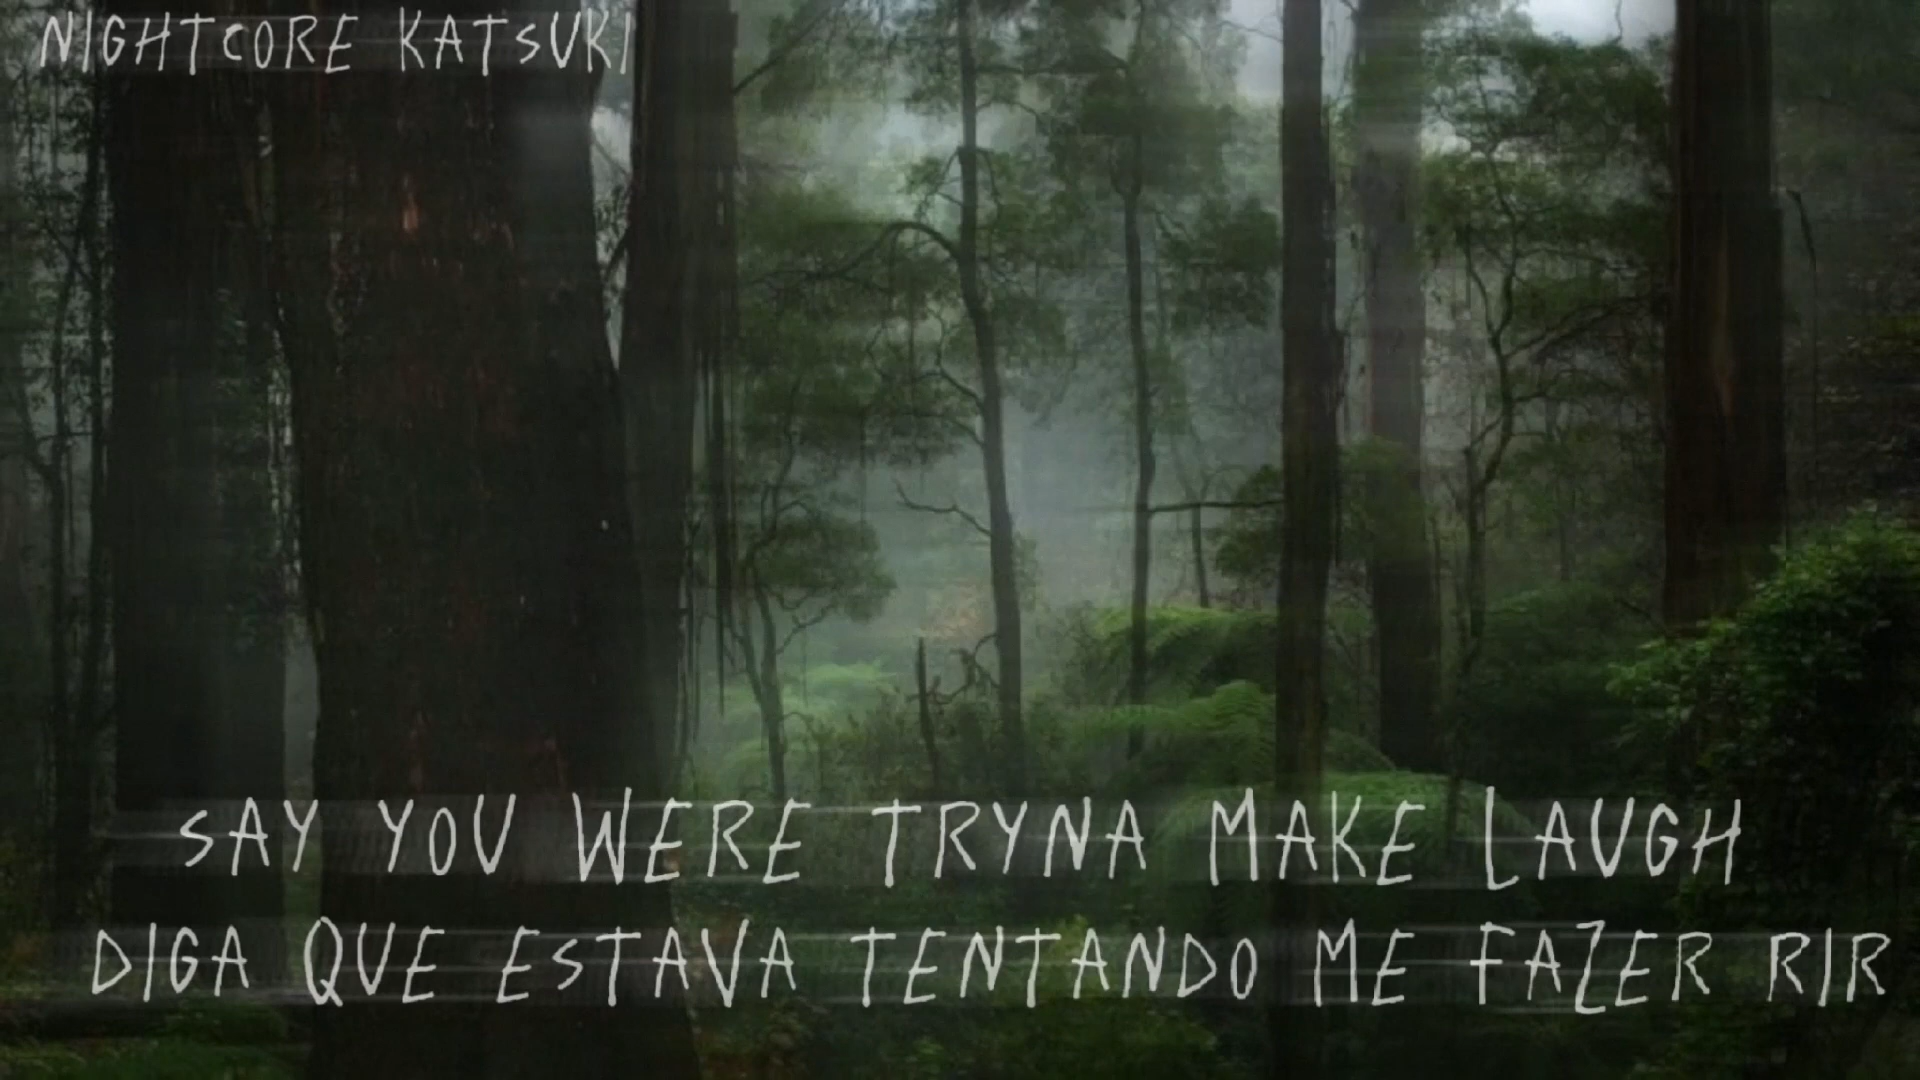 NIGHTCORE KATSUKI
SAY YOU WERE TRYNA MAKE LAUGH
DIGA QUE ESTAVA TENTANDO ME FAZER RIR